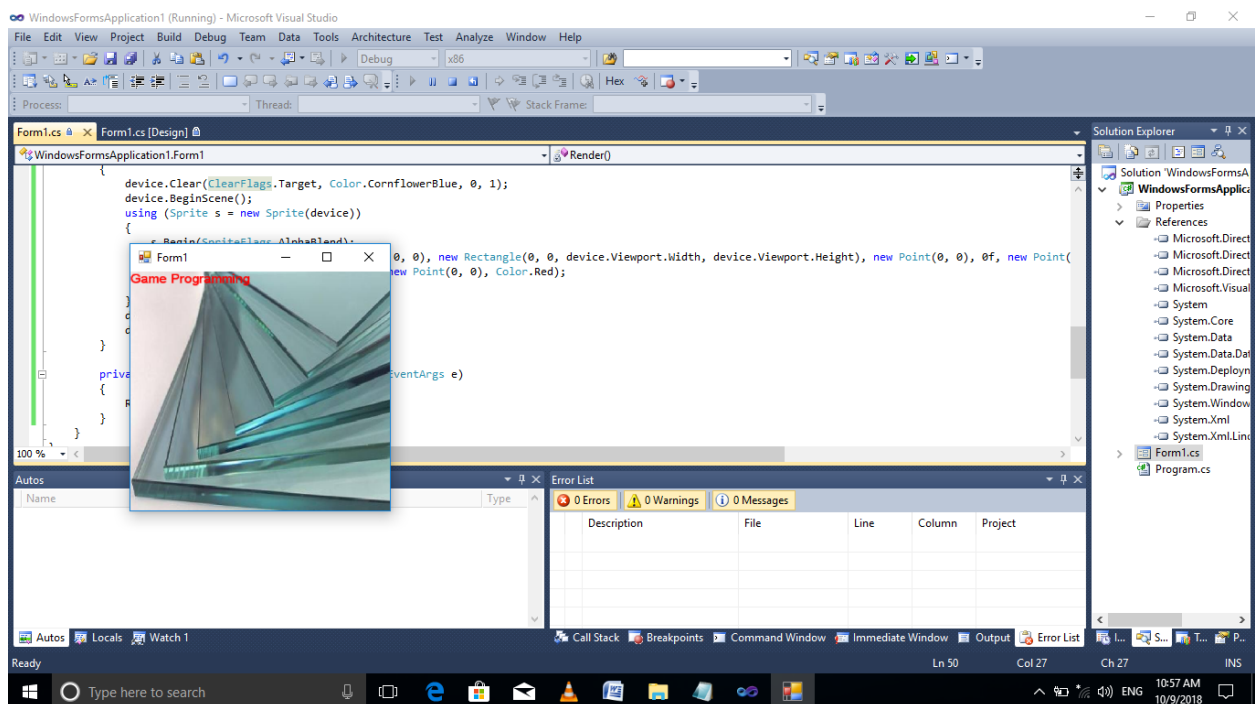 WindowsFormsApplication1 (Running) - Microsoft Visual Studio
File Edit View Project Build Debug Team Data Tools Architecture Test Analyze Window Help
Debug x86
Hex
Process: Thread: Stack Frame:
Form1.cs Form1.cs [Design]
WindowsFormsApplication1.Form1 Render()
{
device.Clear(ClearFlags.Target, Color.CornflowerBlue, 0, 1);
device.BeginScene();
using (Sprite s = new Sprite(device))
{
s.Begin(SpriteFlags.AlphaBlend);
Form1
0, 0), new Rectangle(0, 0, device.Viewport.Width, device.Viewport.Height), new Point(0, 0), 0f, new Point(
Game Programming
new Point(0, 0), Color.Red);
}
}
priva
EventArgs e)
{
}
}
100 %
Autos
Name Type
Error List
0 Errors 0 Warnings 0 Messages
Description File Line Column Project
Autos Locals Watch 1
Call Stack Breakpoints Command Window Immediate Window Output Error List
Solution Explorer
Solution 'WindowsFormsA
WindowsFormsApplica
Properties
References
Microsoft.Direct
Microsoft.Direct
Microsoft.Direct
Microsoft.Visual
System
System.Core
System.Data
System.Data.Dat
System.Deployn
System.Drawing
System.Window
System.Xml
System.Xml.Linq
Form1.cs
Program.cs
I... S... T... P..
Ready Ln 50 Col 27 Ch 27 INS
Type here to search
ENG
10:57 AM
10/9/2018